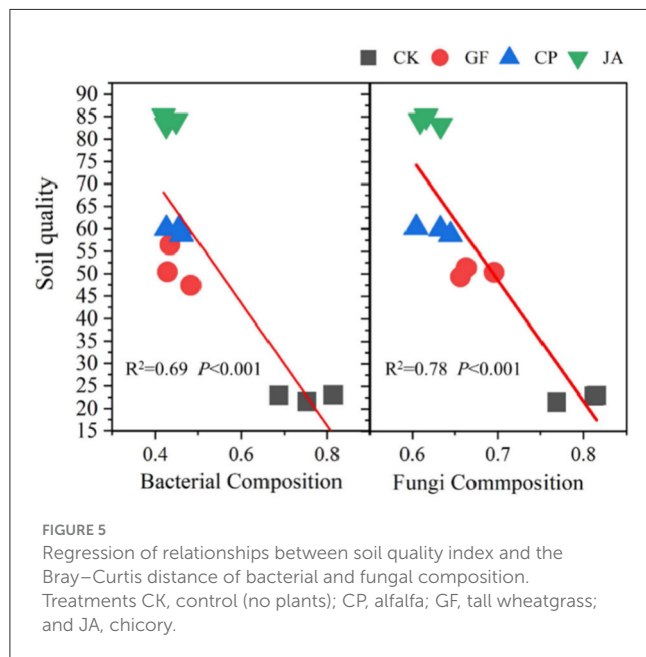 CK GF CP JA
90
85
80
75
70
65
60
55
50
45
40
35
30
25
20
15
Soil quality
R²=0.69 P<0.001
R²=0.78 P<0.001
0.4 0.6 0.8
0.6 0.7 0.8
Bacterial Composition
Fungi Commposition
FIGURE 5
Regression of relationships between soil quality index and the
Bray–Curtis distance of bacterial and fungal composition.
Treatments CK, control (no plants); CP, alfalfa; GF, tall wheatgrass;
and JA, chicory.